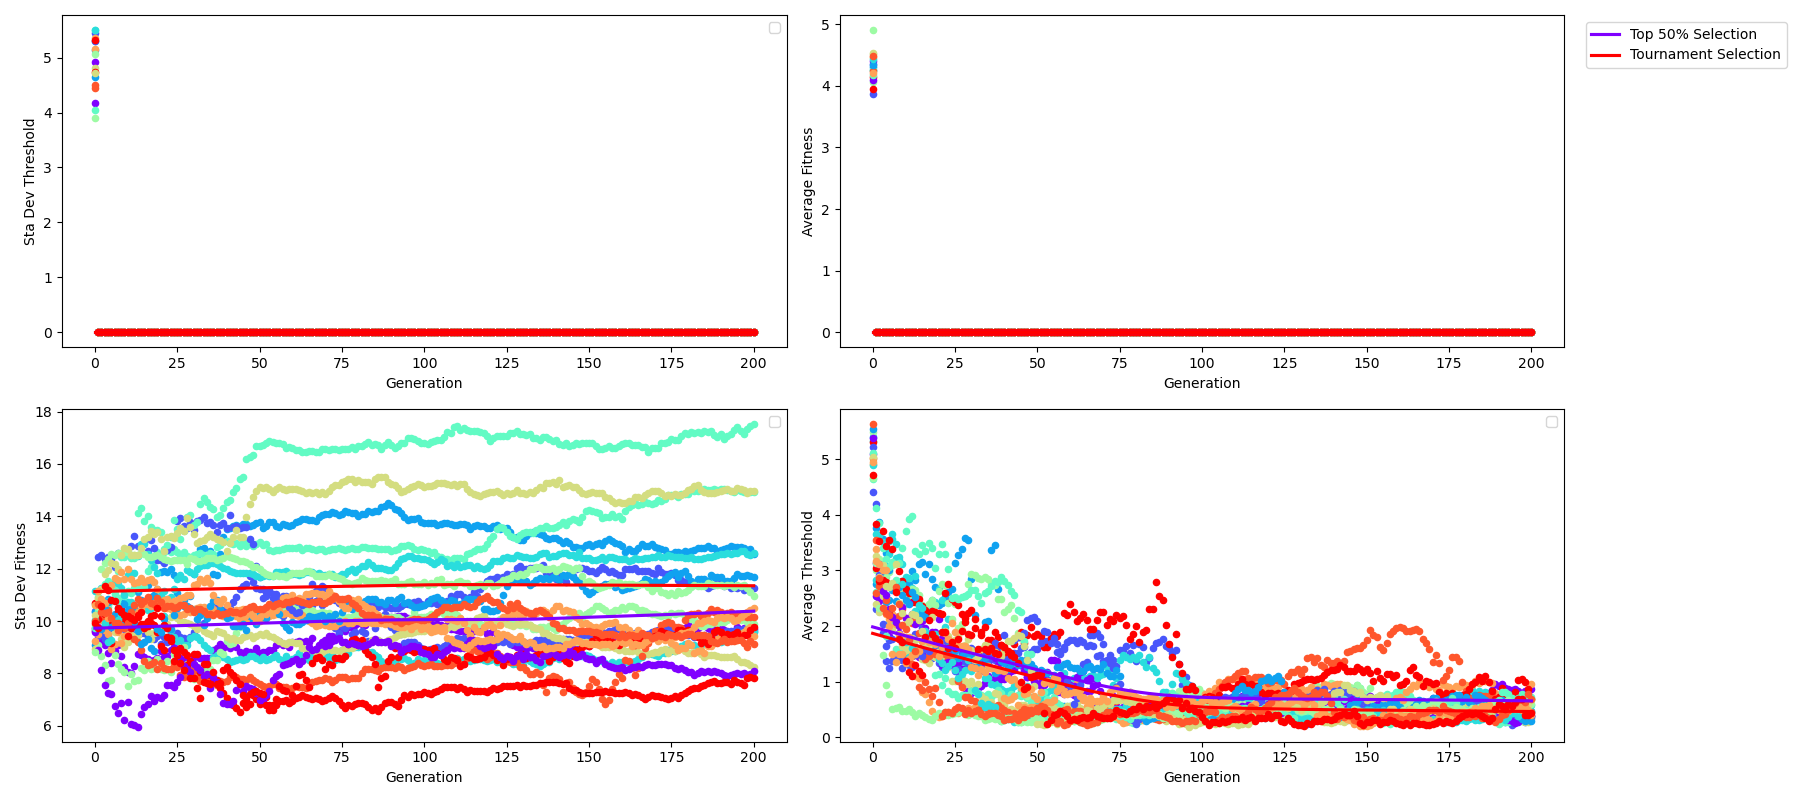 5
4
3
2
1
0
Sta Dev Threshold
0 25 50 75 100 125 150 175 200
Generation
5
4
3
2
1
0
Average Fitness
0 25 50 75 100 125 150 175 200
Generation
Top 50% Selection
Tournament Selection
18
16
14
12
10
8
6
Sta Dev Fitness
0 25 50 75 100 125 150 175 200
Generation
5
4
3
2
1
0
Average Threshold
0 25 50 75 100 125 150 175 200
Generation